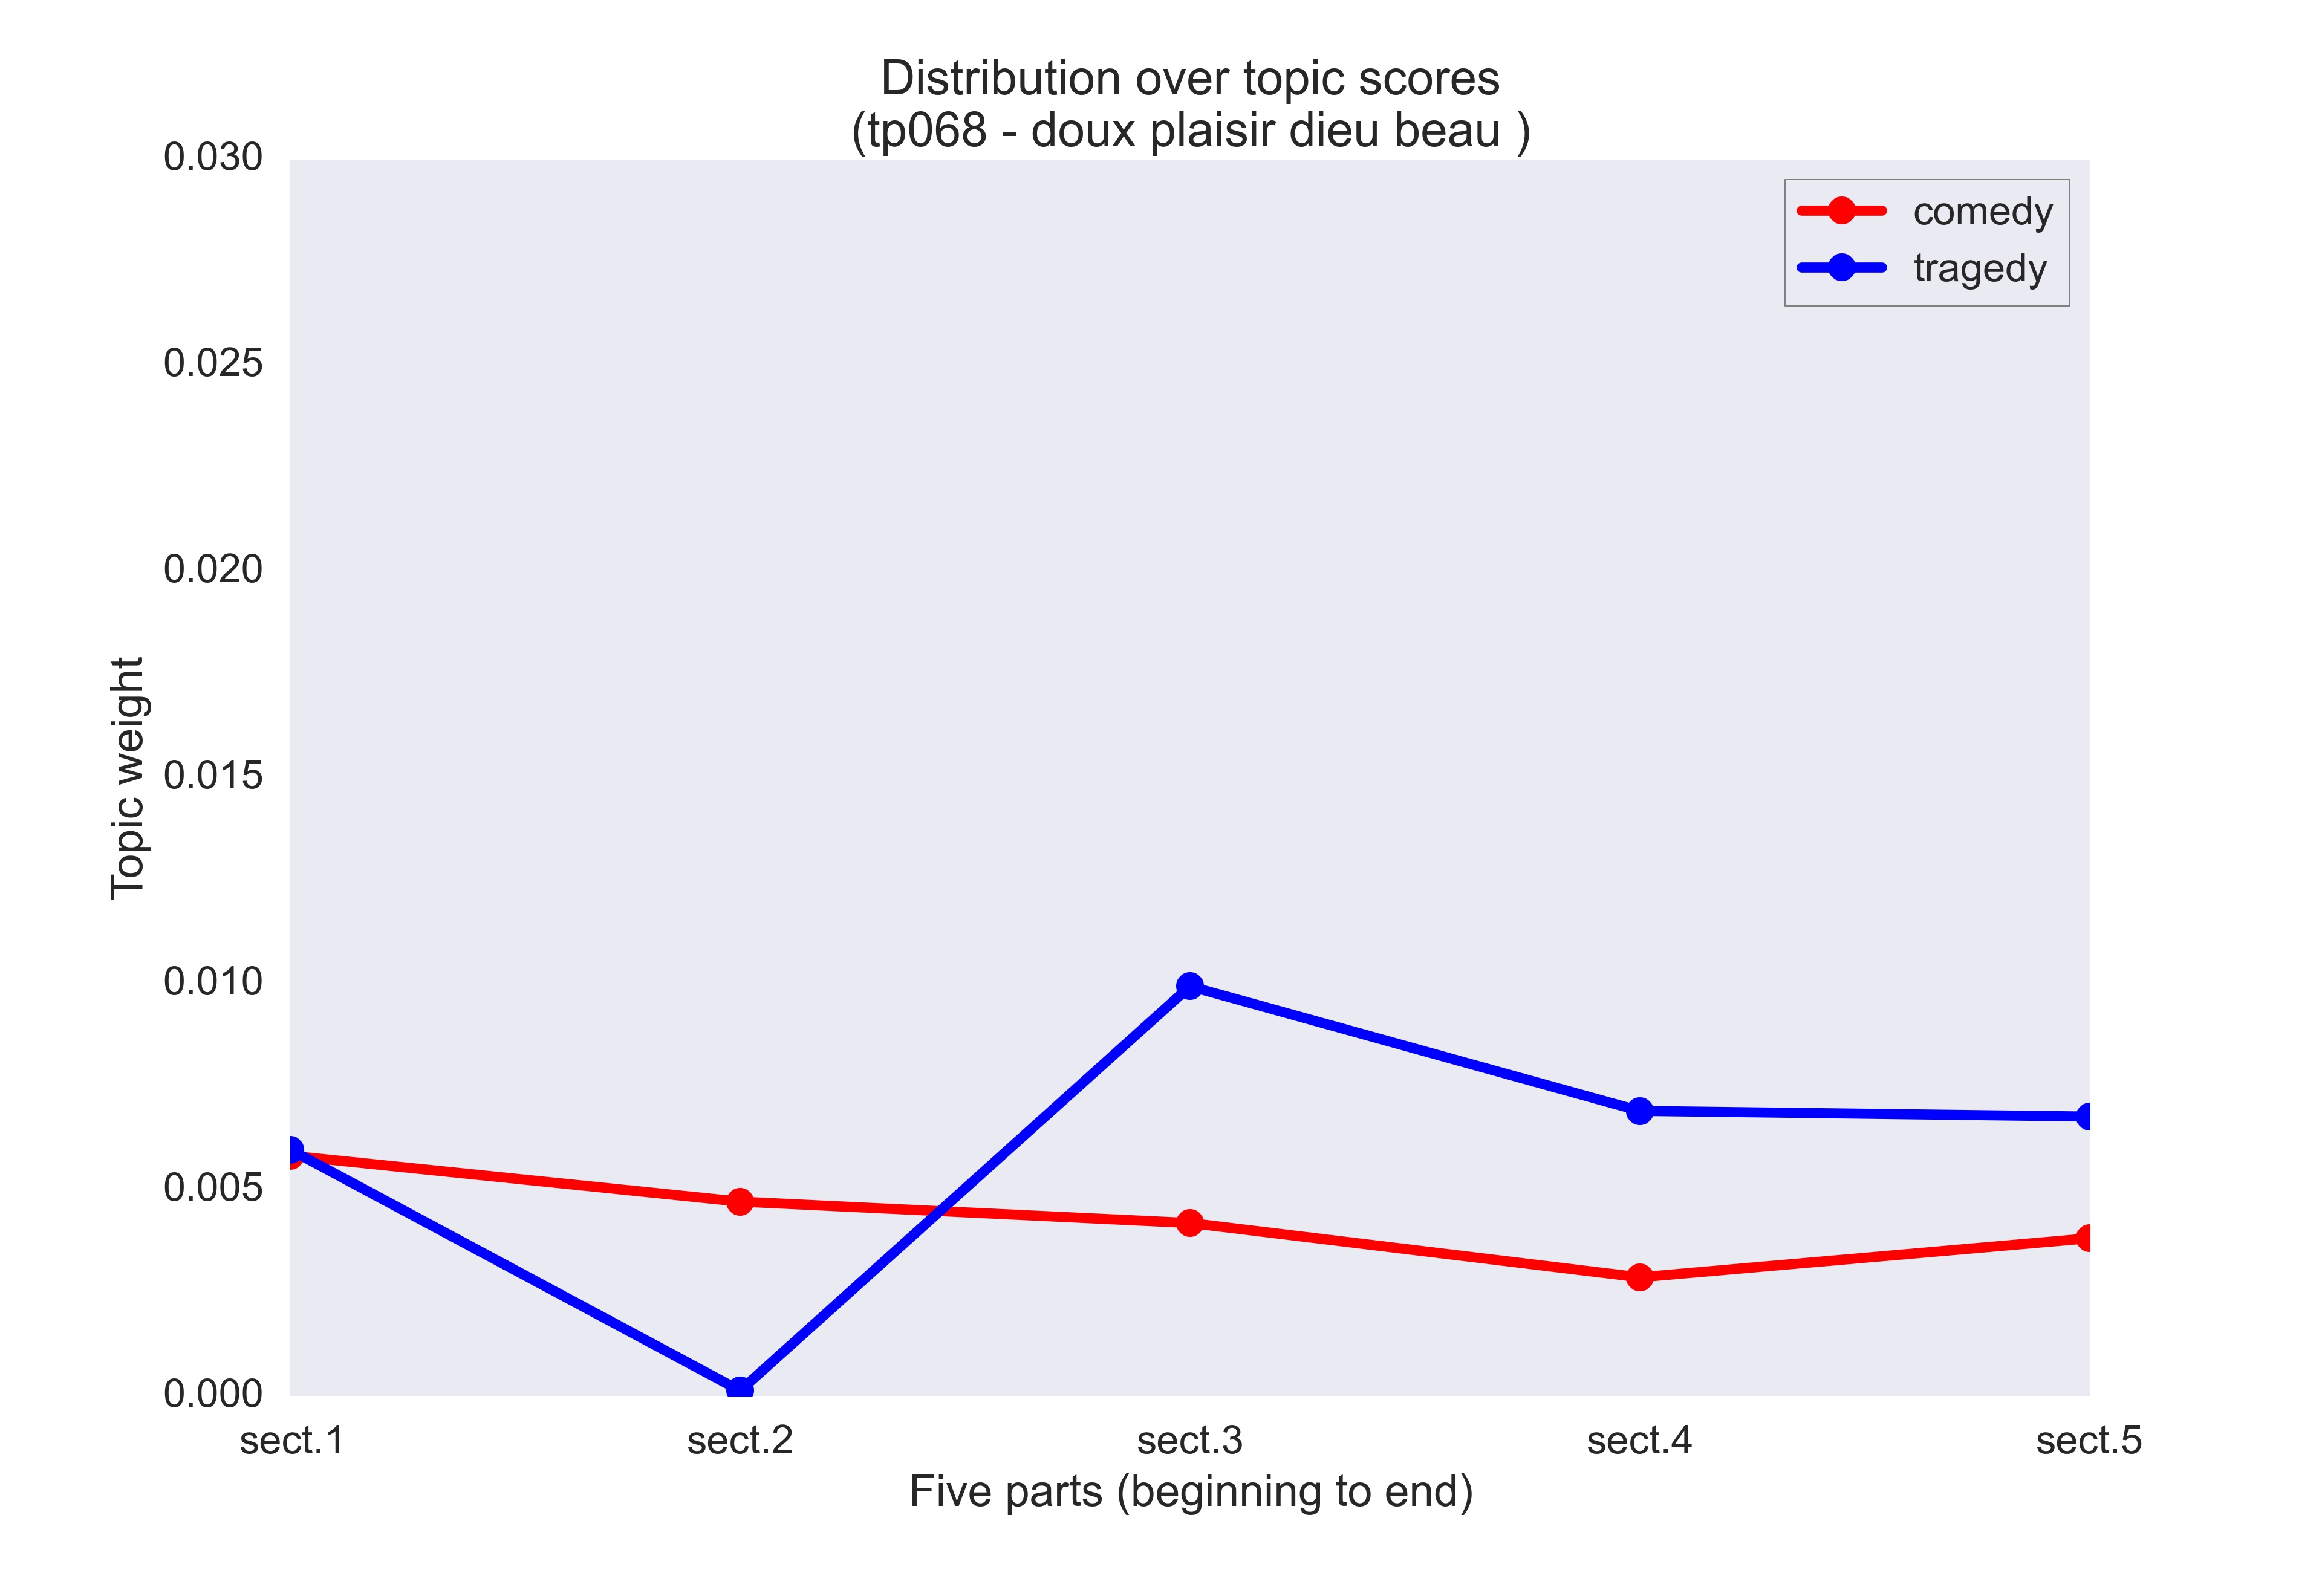 Distribution over topic scores
(tp068 - doux plaisir dieu beau )
comedy
tragedy
Topic weight
0.030
0.025
0.020
0.015
0.010
0.005
0.000
sect.1
sect.2
sect.3
sect.4
sect.5
Five parts (beginning to end)